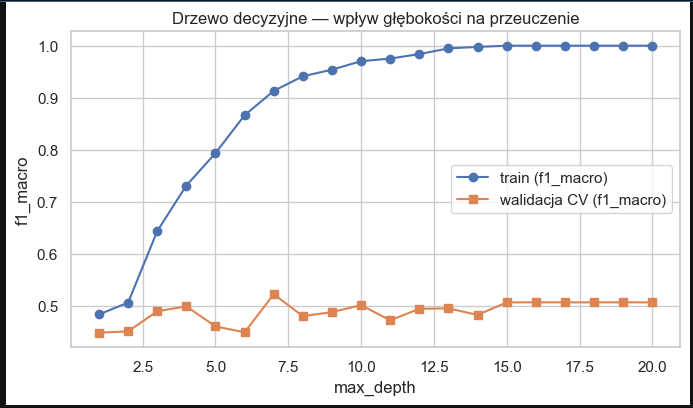 Drzewo decyzyjne — wpływ głębokości na przeuczenie
1.0
0.9
0.8
0.7
0.6
0.5
f1_macro
train (f1_macro)
walidacja CV (f1_macro)
2.5 5.0 7.5 10.0 12.5 15.0 17.5 20.0
max_depth